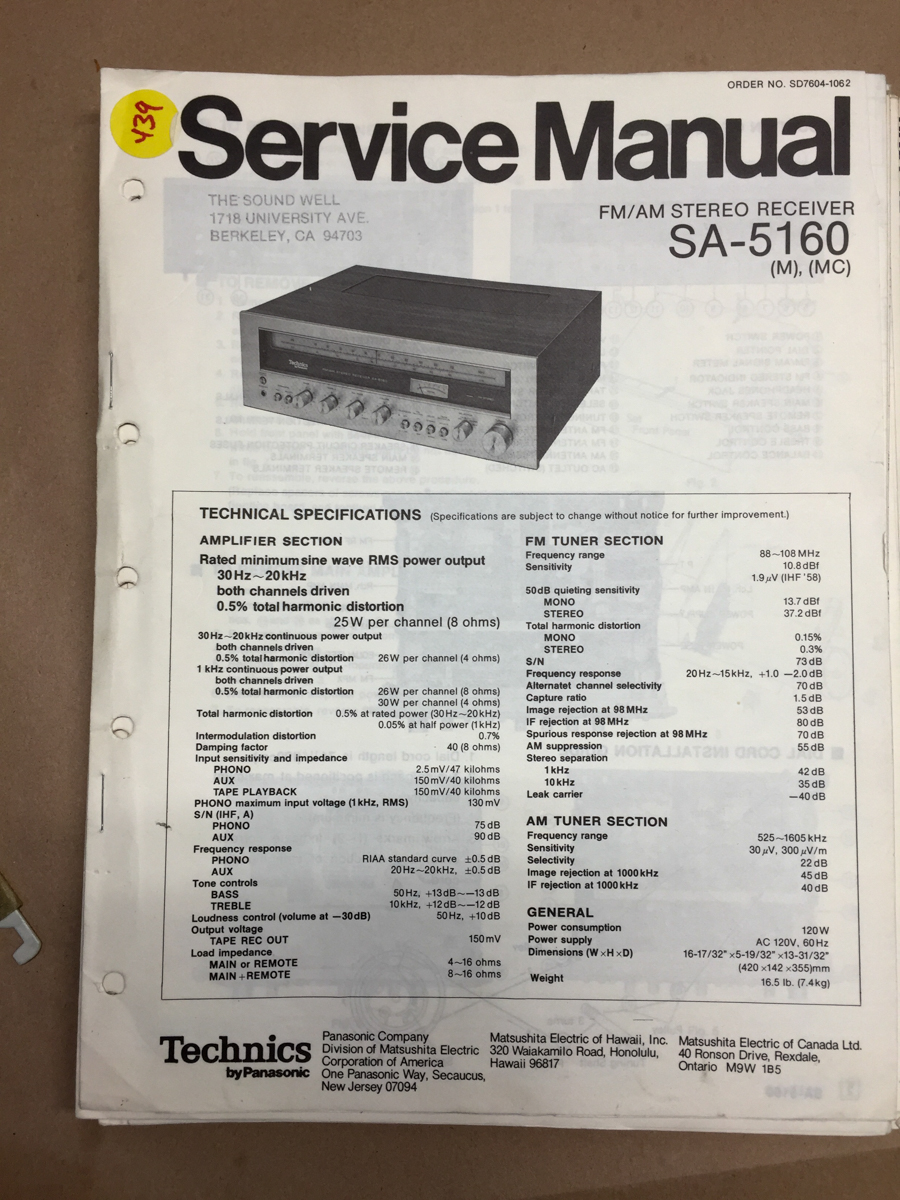 ORDER NO. SD7604-1062
439
Service Manual
THE SOUND WELL
1718 UNIVERSITY AVE.
BERKELEY, CA 94703
FM/AM STEREO RECEIVER
SA-5160
(M), (MC)
Technics
TECHNICAL SPECIFICATIONS (Specifications are subject to change without notice for further improvement.)
AMPLIFIER SECTION
Rated minimum sine wave RMS power output
30Hz~20kHz
both channels driven
0.5% total harmonic distortion
25W per channel (8 ohms)
30Hz~20kHz continuous power output
both channels driven
0.5% total harmonic distortion 26W per channel (4 ohms)
1 kHz continuous power output
both channels driven
0.5% total harmonic distortion 26W per channel (8 ohms)
30W per channel (4 ohms)
Total harmonic distortion 0.5% at rated power (30Hz~20kHz)
0.05% at half power (1kHz)
Intermodulation distortion 0.7%
Damping factor 40 (8 ohms)
Input sensitivity and impedance
PHONO 2.5mV/47 kilohms
AUX 150mV/40 kilohms
TAPE PLAYBACK 150mV/40 kilohms
PHONO maximum input voltage (1kHz, RMS) 130mV
S/N (IHF, A)
PHONO 75dB
AUX 90dB
Frequency response
PHONO RIAA standard curve ±0.5dB
AUX 20Hz~20kHz, ±0.5dB
Tone controls
BASS 50Hz, +13dB~−13dB
TREBLE 10kHz, +12dB~−12dB
Loudness control (volume at −30dB) 50Hz, +10dB
Output voltage
TAPE REC OUT 150mV
Load impedance
MAIN or REMOTE 4~16 ohms
MAIN+REMOTE 8~16 ohms
FM TUNER SECTION
Frequency range 88~108MHz
Sensitivity 10.8dBf
1.9μV (IHF '58)
50dB quieting sensitivity
MONO 13.7dBf
STEREO 37.2dBf
Total harmonic distortion
MONO 0.15%
STEREO 0.3%
S/N 73dB
Frequency response 20Hz~15kHz, +1.0 −2.0dB
Alternatet channel selectivity 70dB
Capture ratio 1.5dB
Image rejection at 98MHz 53dB
IF rejection at 98MHz 80dB
Spurious response rejection at 98MHz 70dB
AM suppression 55dB
Stereo separation
1kHz 42dB
10kHz 35dB
Leak carrier −40dB
AM TUNER SECTION
Frequency range 525~1605kHz
Sensitivity 30μV, 300μV/m
Selectivity 22dB
Image rejection at 1000kHz 45dB
IF rejection at 1000kHz 40dB
GENERAL
Power consumption 120W
Power supply AC 120V, 60Hz
Dimensions (W×H×D) 16-17/32"×5-19/32"×13-31/32"
(420×142×355)mm
Weight 16.5 lb. (7.4kg)
Technics
by Panasonic
Panasonic Company
Division of Matsushita Electric
Corporation of America
One Panasonic Way, Secaucus,
New Jersey 07094
Matsushita Electric of Hawaii, Inc.
320 Waiakamilo Road, Honolulu,
Hawaii 96817
Matsushita Electric of Canada Ltd.
40 Ronson Drive, Rexdale,
Ontario M9W 1B5